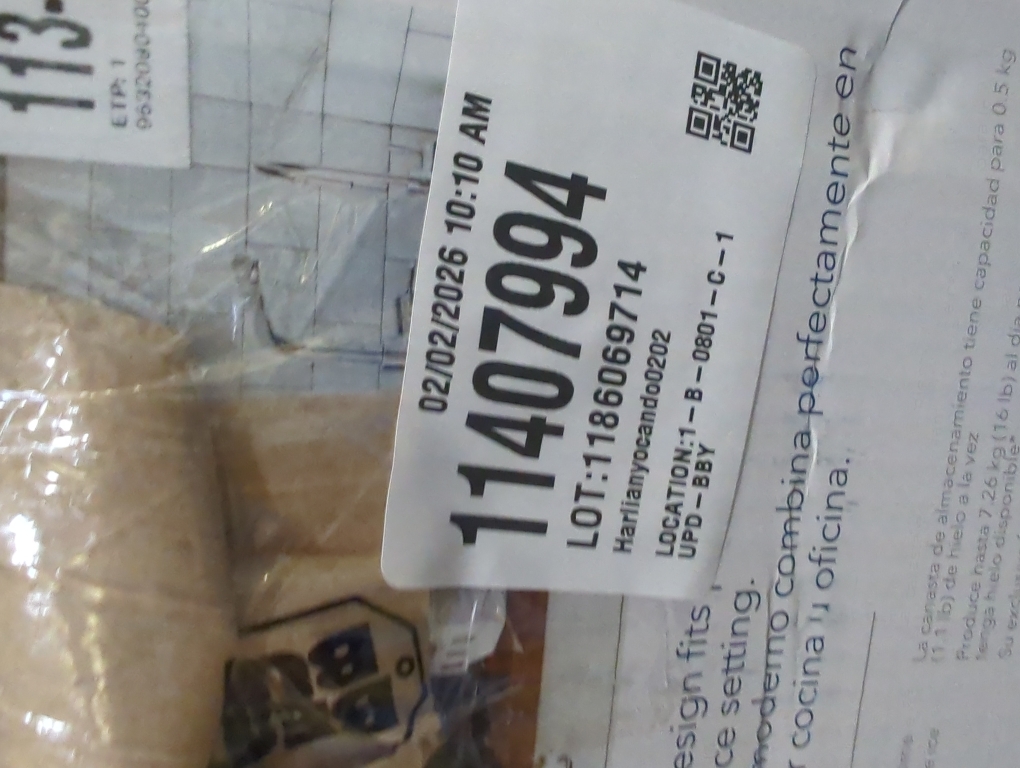 113-
ETP: 1
02/02/2026 10:10 AM
11407994
LOT:1186069714
Harlianyocando0202
LOCATION:1-B-0801-C-1
UPD-BBY
esign fits
ce setting.
moderno combina perfectamente en
r cocina u oficina.
La canasta de almacenamiento tiene capacidad para 0.5 kg
(1.1 lb) de hielo a la vez
Produce hasta 7.26 kg (16 lb) al día
tenga hielo disponible*